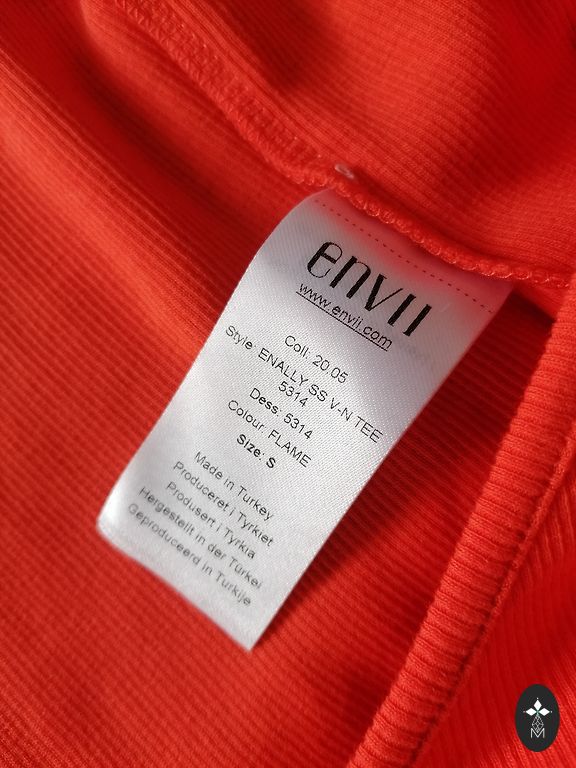 envii
www.envii.com
Coll: 20.05
Style: ENALLY SS V-N TEE
5314
Dess: 5314
Colour: FLAME
Size: S
Made in Turkey
Produceret i Tyrkiet
Produsert i Tyrkia
Hergestellt in der Türkei
Geproduceerd in Turkije
M